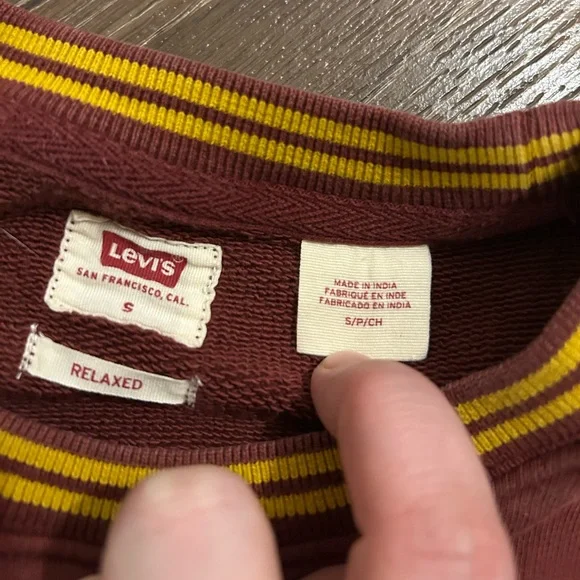 Levi's
SAN FRANCISCO, CAL.
S
RELAXED
MADE IN INDIA
FABRIQUÉ EN INDE
FABRICADO EN INDIA
S/P/CH